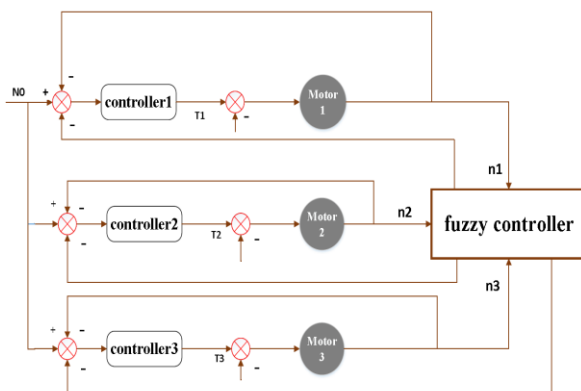 N0
+
−
−
controller1
T1
−
Motor
1
n1
+
−
−
controller2
T2
−
Motor
2
n2
fuzzy controller
n3
+
−
−
controller3
T3
−
Motor
3